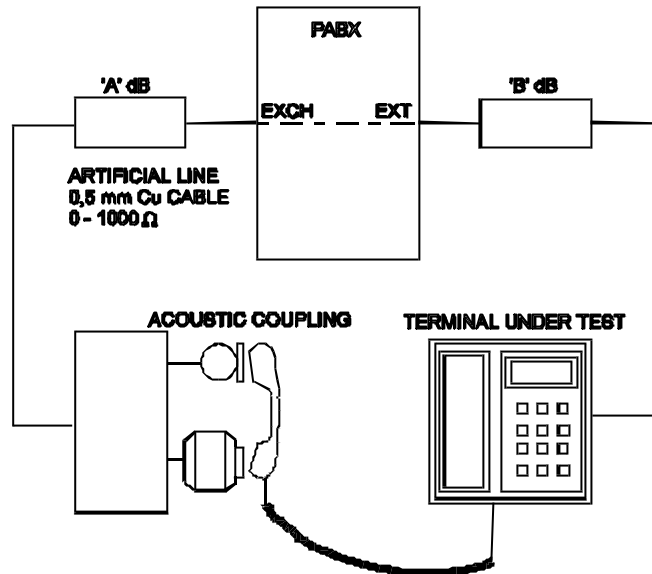 PABX
'A' dB
'B' dB
EXCH
EXT
ARTIFICIAL LINE
0,5 mm Cu CABLE
0 - 1000 Ω
ACOUSTIC COUPLING
TERMINAL UNDER TEST